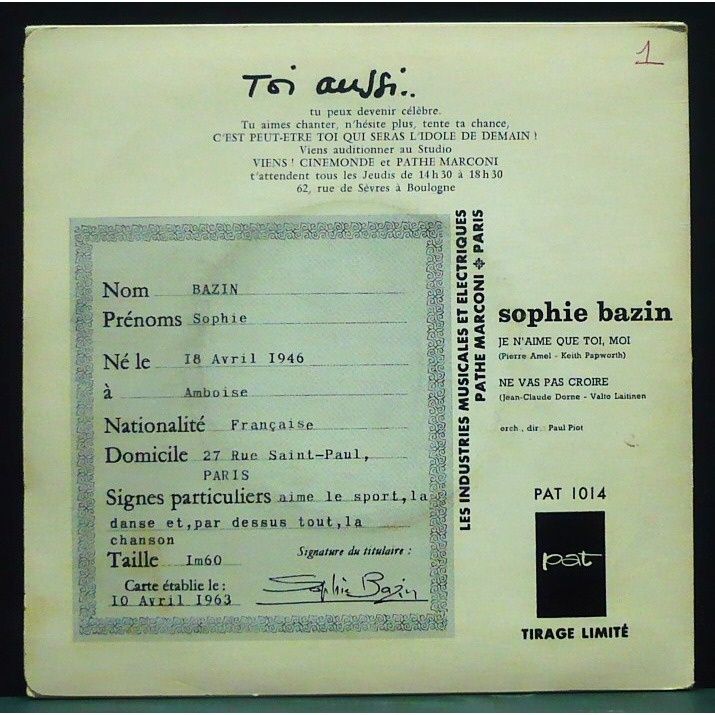 1
Toi aussi..
tu peux devenir célèbre.
Tu aimes chanter, n'hésite plus, tente ta chance,
C'EST PEUT-ETRE TOI QUI SERAS L'IDOLE DE DEMAIN !
Viens auditionner au Studio
VIENS ! CINEMONDE et PATHE MARCONI
t'attendent tous les Jeudis de 14 h 30 à 18 h 30
62, rue de Sèvres à Boulogne
Nom BAZIN
Prénoms Sophie
Né le 18 Avril 1946
à Amboise
Nationalité Française
Domicile 27 Rue Saint-Paul,
PARIS
Signes particuliers aime le sport, la
danse et, par dessus tout, la
chanson
Taille 1m60
Signature du titulaire :
Carte établie le :
10 Avril 1963
Sophie Bazin
LES INDUSTRIES MUSICALES ET ELECTRIQUES
PATHE MARCONI PARIS
sophie bazin
JE N'AIME QUE TOI, MOI
(Pierre Amel - Keith Papworth)
NE VAS PAS CROIRE
(Jean-Claude Dorne - Valto Laitinen
orch. dir. Paul Piot
PAT 1014
pat
TIRAGE LIMITÉ